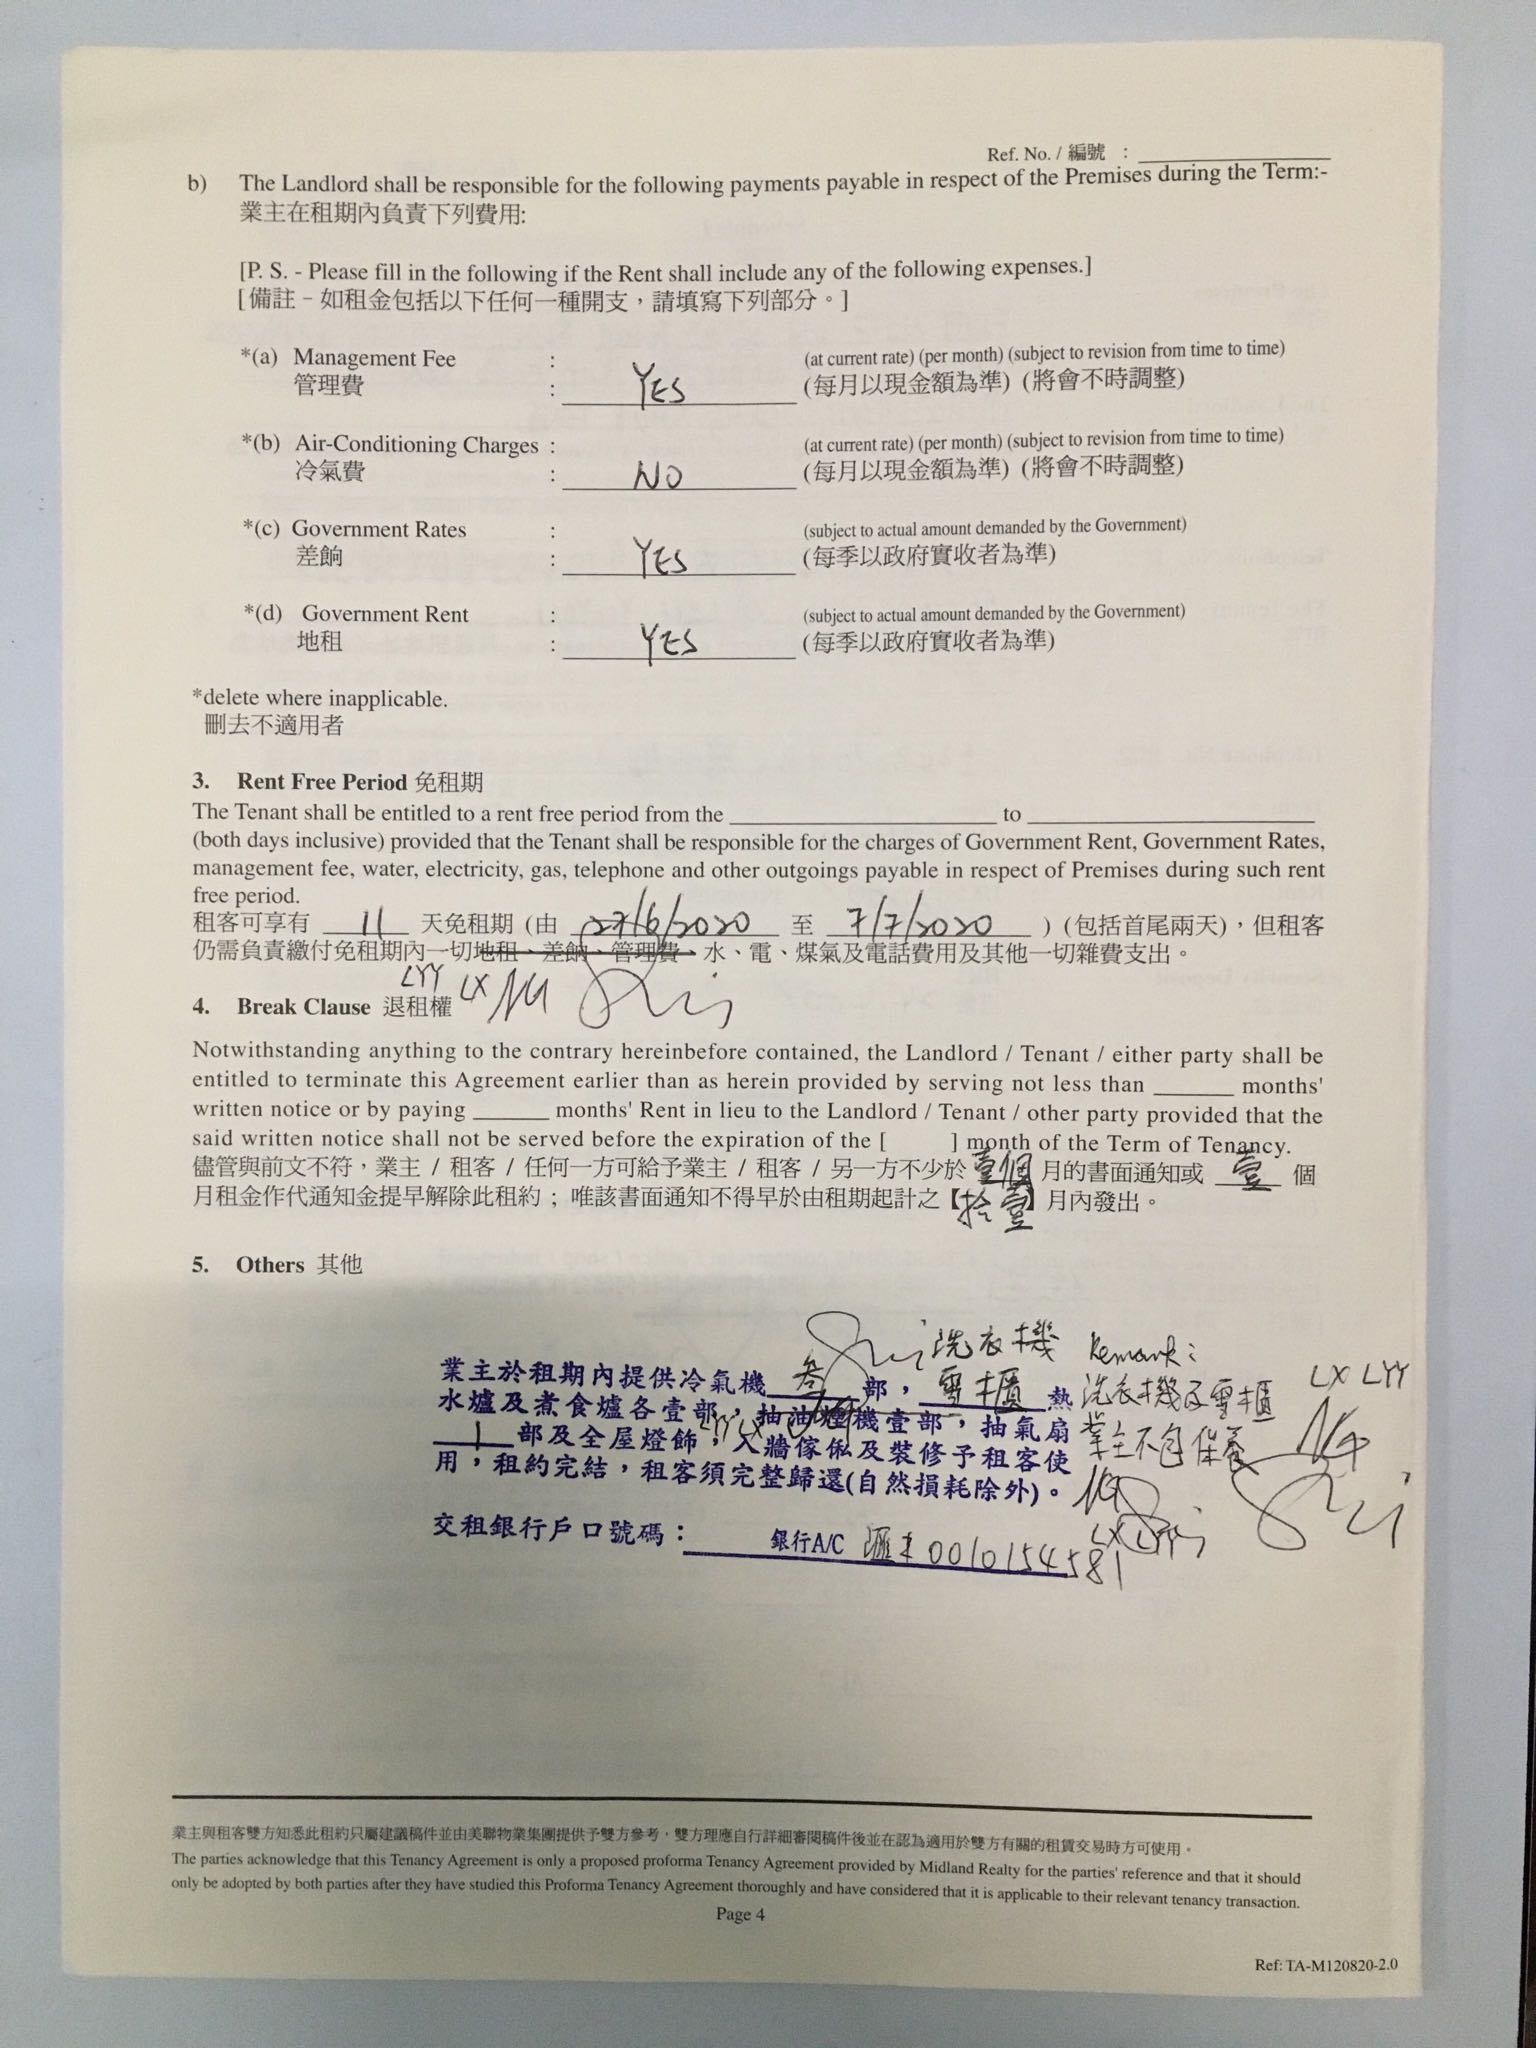 Ref. No. / 編號 :
b) The Landlord shall be responsible for the following payments payable in respect of the Premises during the Term:-
業主在租期內負責下列費用:
[P. S. - Please fill in the following if the Rent shall include any of the following expenses.]
[備註 – 如租金包括以下任何一種開支，請填寫下列部分。]
*(a) Management Fee : (at current rate) (per month) (subject to revision from time to time)
管理費 : YES (每月以現金額為準) (將會不時調整)
*(b) Air-Conditioning Charges : (at current rate) (per month) (subject to revision from time to time)
冷氣費 : NO (每月以現金額為準) (將會不時調整)
*(c) Government Rates : (subject to actual amount demanded by the Government)
差餉 : YES (每季以政府實收者為準)
*(d) Government Rent : (subject to actual amount demanded by the Government)
地租 : YES (每季以政府實收者為準)
*delete where inapplicable.
刪去不適用者
3. Rent Free Period 免租期
The Tenant shall be entitled to a rent free period from the to
(both days inclusive) provided that the Tenant shall be responsible for the charges of Government Rent, Government Rates,
management fee, water, electricity, gas, telephone and other outgoings payable in respect of Premises during such rent
free period.
租客可享有 11 天免租期 (由 27/6/2020 至 7/7/2020 ) (包括首尾兩天)，但租客
仍需負責繳付免租期內一切地租、差餉、管理費、水、電、煤氣及電話費用及其他一切雜費支出。
LYY LX
4. Break Clause 退租權
Notwithstanding anything to the contrary hereinbefore contained, the Landlord / Tenant / either party shall be
entitled to terminate this Agreement earlier than as herein provided by serving not less than months'
written notice or by paying months' Rent in lieu to the Landlord / Tenant / other party provided that the
said written notice shall not be served before the expiration of the [ ] month of the Term of Tenancy.
儘管與前文不符，業主 / 租客 / 任何一方可給予業主 / 租客 / 另一方不少於 壹個 月的書面通知或 壹 個
月租金作代通知金提早解除此租約；唯該書面通知不得早於由租期起計之【拾壹】月內發出。
5. Others 其他
洗衣機 Remark:
業主於租期內提供冷氣機 叁 部，雪櫃 熱 洗衣機及雪櫃 LX LYY
水爐及煮食爐各壹部，抽油煙機壹部，抽氣扇 業主不包保養
1 部及全屋燈飾，入牆傢俬及裝修予租客使 LYY LX
用，租約完結，租客須完整歸還(自然損耗除外)。
LX LYY
交租銀行戶口號碼： 銀行A/C 滙丰 0010154581
業主與租客雙方知悉此租約只屬建議稿件並由美聯物業集團提供予雙方參考，雙方理應自行詳細審閱稿件後並在認為適用於雙方有關的租賃交易時方可使用。
The parties acknowledge that this Tenancy Agreement is only a proposed proforma Tenancy Agreement provided by Midland Realty for the parties' reference and that it should
only be adopted by both parties after they have studied this Proforma Tenancy Agreement thoroughly and have considered that it is applicable to their relevant tenancy transaction.
Page 4
Ref: TA-M120820-2.0